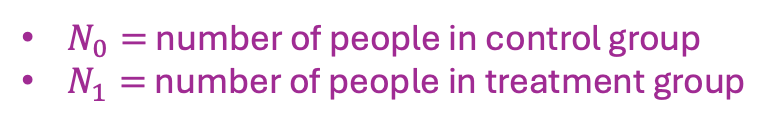 • N₀ = number of people in control group
• N₁ = number of people in treatment group